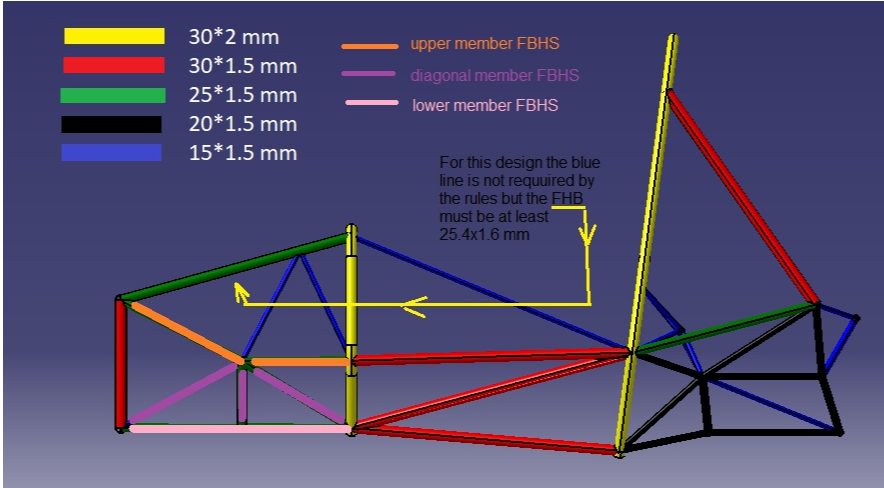 30*2 mm
30*1.5 mm
25*1.5 mm
20*1.5 mm
15*1.5 mm
upper member FBHS
diagonal member FBHS
lower member FBHS
For this design the blue
line is not requuired by
the rules but the FHB
must be at least
25.4x1.6 mm